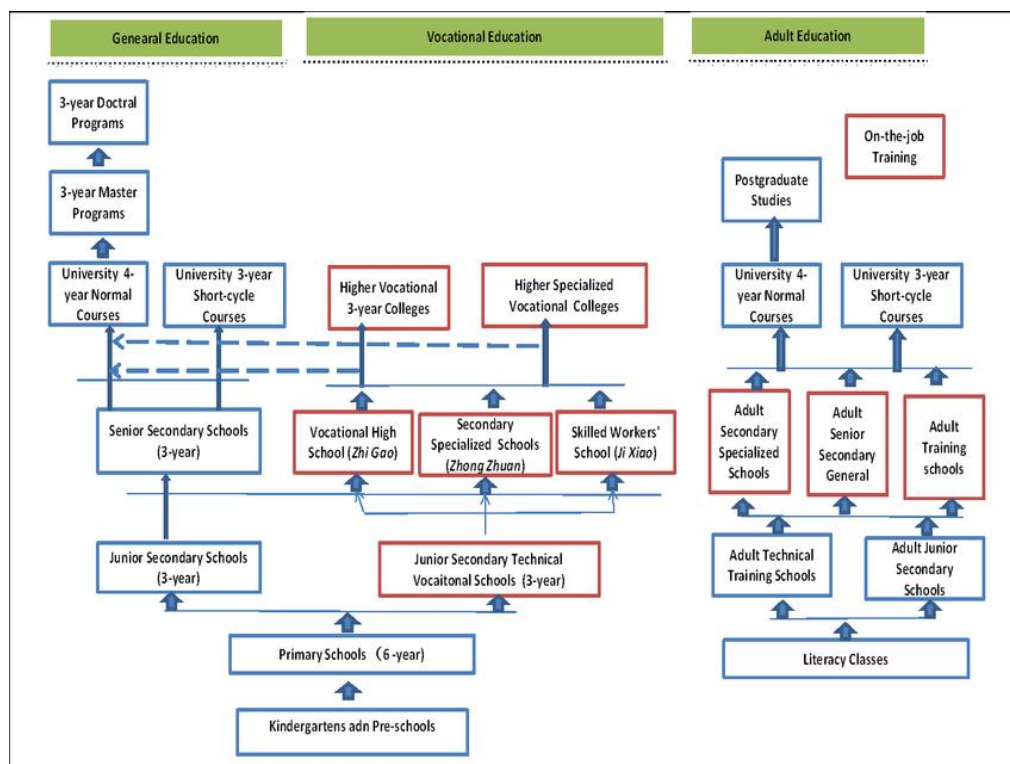 Genearal Education
Vocational Education
Adult Education
3-year Doctral
Programs
On-the-job
Training
3-year Master
Programs
Postgraduate
Studies
University 4-
year Normal
Courses
University 3-year
Short-cycle
Courses
Higher Vocational
3-year Colleges
Higher Specialized
Vocational Colleges
University 4-
year Normal
Courses
University 3-year
Short-cycle
Courses
Senior Secondary Schools
(3-year)
Vocational High
School (Zhi Gao)
Secondary
Specialized Schools
(Zhong Zhuan)
Skilled Workers'
School (Ji Xiao)
Adult
Secondary
Specialized
Schools
Adult
Senior
Secondary
General
Adult
Training
schools
Junior Secondary Schools
(3-year)
Junior Secondary Technical
Vocaitonal Schools (3-year)
Adult Technical
Training Schools
Adult Junior
Secondary
Schools
Primary Schools (6-year)
Literacy Classes
Kindergartens adn Pre-schools